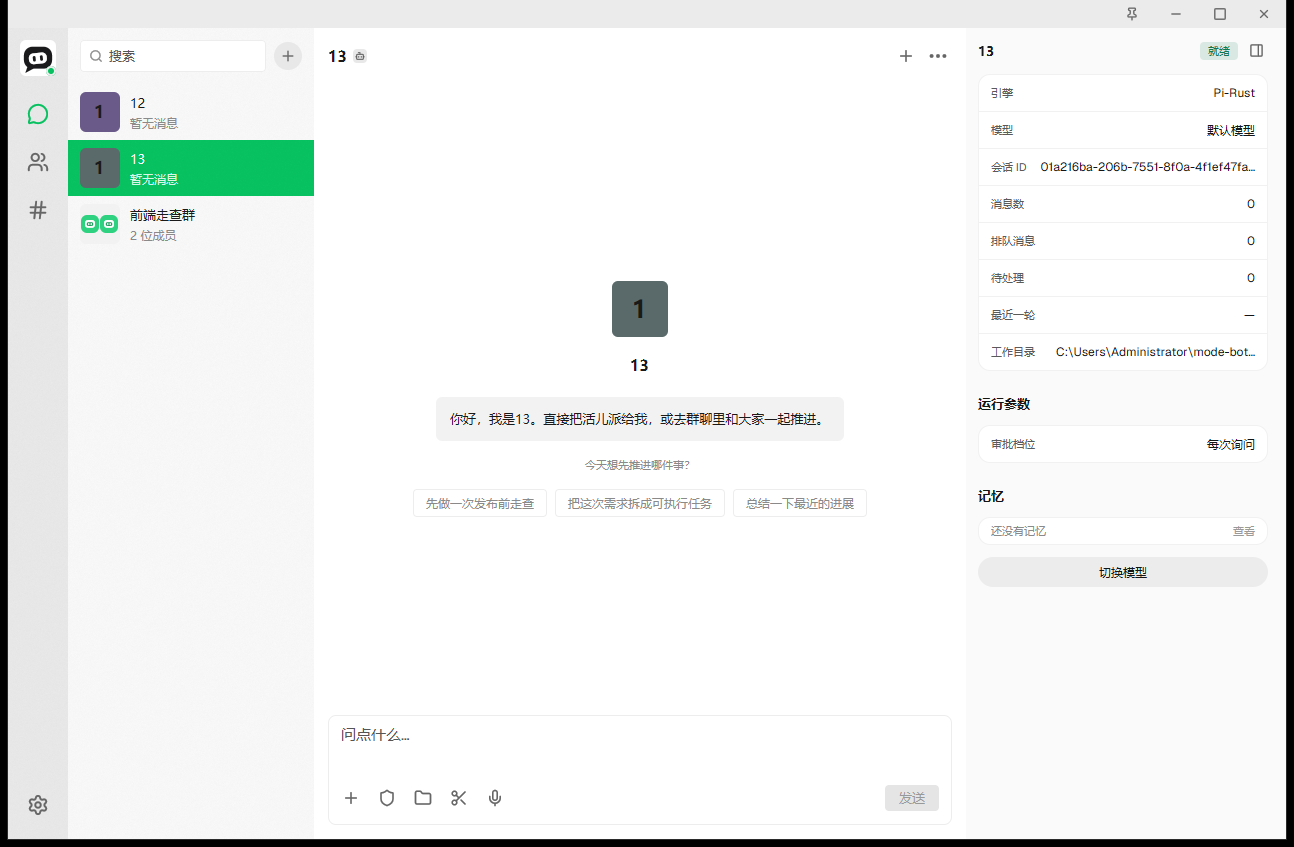 搜索
1
12
暂无消息
1
13
暂无消息
前端走查群
2 位成员
13
1
13
你好，我是13。直接把活儿派给我，或去群聊里和大家一起推进。
今天想先推进哪件事？
先做一次发布前走查
把这次需求拆成可执行任务
总结一下最近的进展
问点什么...
发送
13
就绪
引擎 Pi-Rust
模型 默认模型
会话 ID 01a216ba-206b-7551-8f0a-4f1ef47fa...
消息数 0
排队消息 0
待处理 0
最近一轮 —
工作目录 C:\Users\Administrator\mode-bot...
运行参数
审批档位 每次询问
记忆
还没有记忆 查看
切换模型